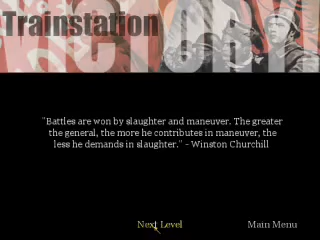 VICTORY
Trainstation
"Battles are won by slaughter and maneuver. The greater
the general, the more he contributes in maneuver, the
less he demands in slaughter." - Winston Churchill
Next Level
Main Menu